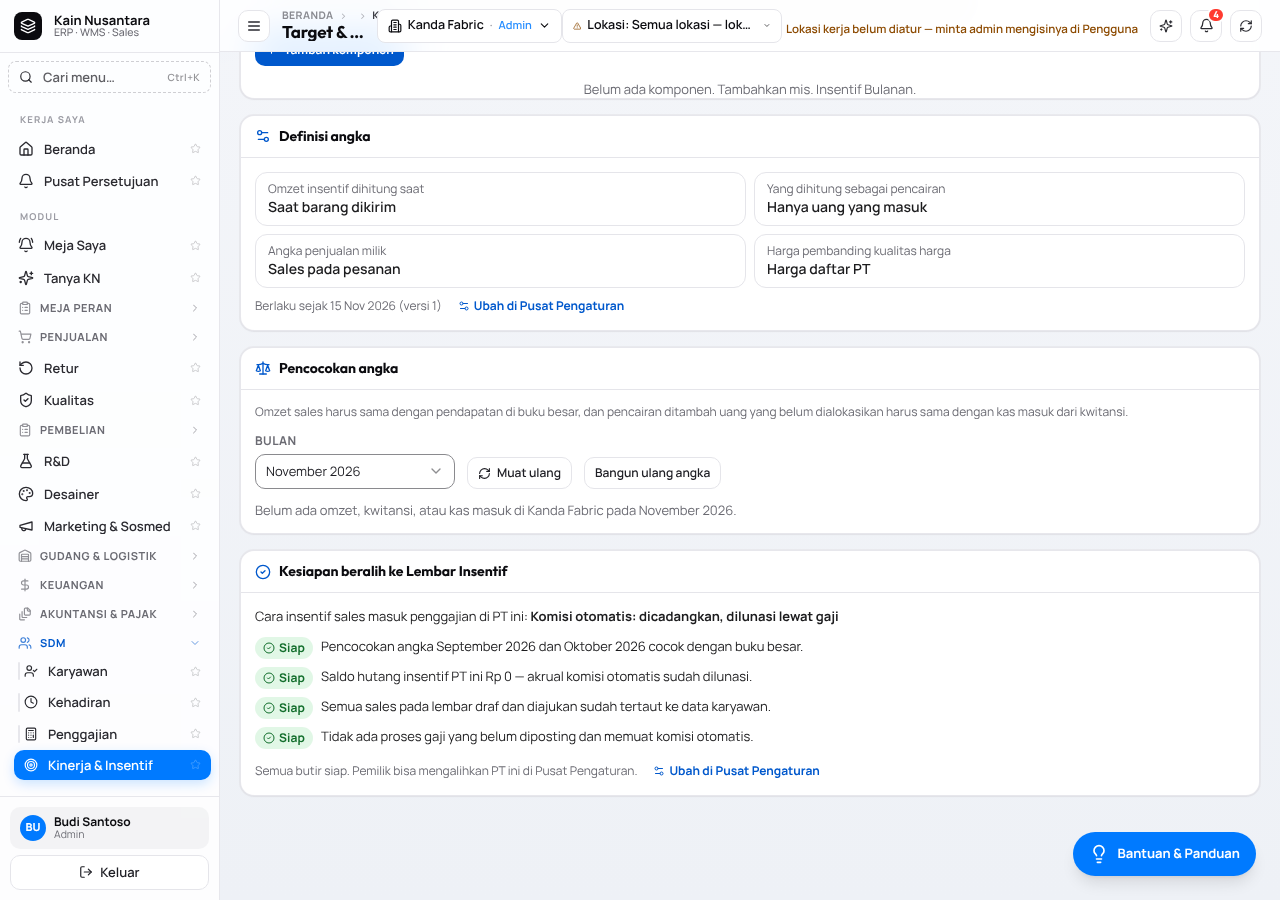 Kain Nusantara
ERP · WMS · Sales
Cari menu...
Ctrl+K
KERJA SAYA
Beranda
Pusat Persetujuan
MODUL
Meja Saya
Tanya KN
MEJA PERAN
PENJUALAN
Retur
Kualitas
PEMBELIAN
R&D
Desainer
Marketing & Sosmed
GUDANG & LOGISTIK
KEUANGAN
AKUNTANSI & PAJAK
SDM
Karyawan
Kehadiran
Penggajian
Kinerja & Insentif
BU
Budi Santoso
Admin
Keluar
BERANDA
Target & ...
Kanda Fabric · Admin
Lokasi: Semua lokasi — lok...
Lokasi kerja belum diatur — minta admin mengisinya di Pengguna
4
Tambah komponen
Belum ada komponen. Tambahkan mis. Insentif Bulanan.
Definisi angka
Omzet insentif dihitung saat
Saat barang dikirim
Yang dihitung sebagai pencairan
Hanya uang yang masuk
Angka penjualan milik
Sales pada pesanan
Harga pembanding kualitas harga
Harga daftar PT
Berlaku sejak 15 Nov 2026 (versi 1)
Ubah di Pusat Pengaturan
Pencocokan angka
Omzet sales harus sama dengan pendapatan di buku besar, dan pencairan ditambah uang yang belum dialokasikan harus sama dengan kas masuk dari kwitansi.
BULAN
November 2026
Muat ulang
Bangun ulang angka
Belum ada omzet, kwitansi, atau kas masuk di Kanda Fabric pada November 2026.
Kesiapan beralih ke Lembar Insentif
Cara insentif sales masuk penggajian di PT ini: Komisi otomatis: dicadangkan, dilunasi lewat gaji
Siap Pencocokan angka September 2026 dan Oktober 2026 cocok dengan buku besar.
Siap Saldo hutang insentif PT ini Rp 0 — akrual komisi otomatis sudah dilunasi.
Siap Semua sales pada lembar draf dan diajukan sudah tertaut ke data karyawan.
Siap Tidak ada proses gaji yang belum diposting dan memuat komisi otomatis.
Semua butir siap. Pemilik bisa mengalihkan PT ini di Pusat Pengaturan.
Ubah di Pusat Pengaturan
Bantuan & Panduan